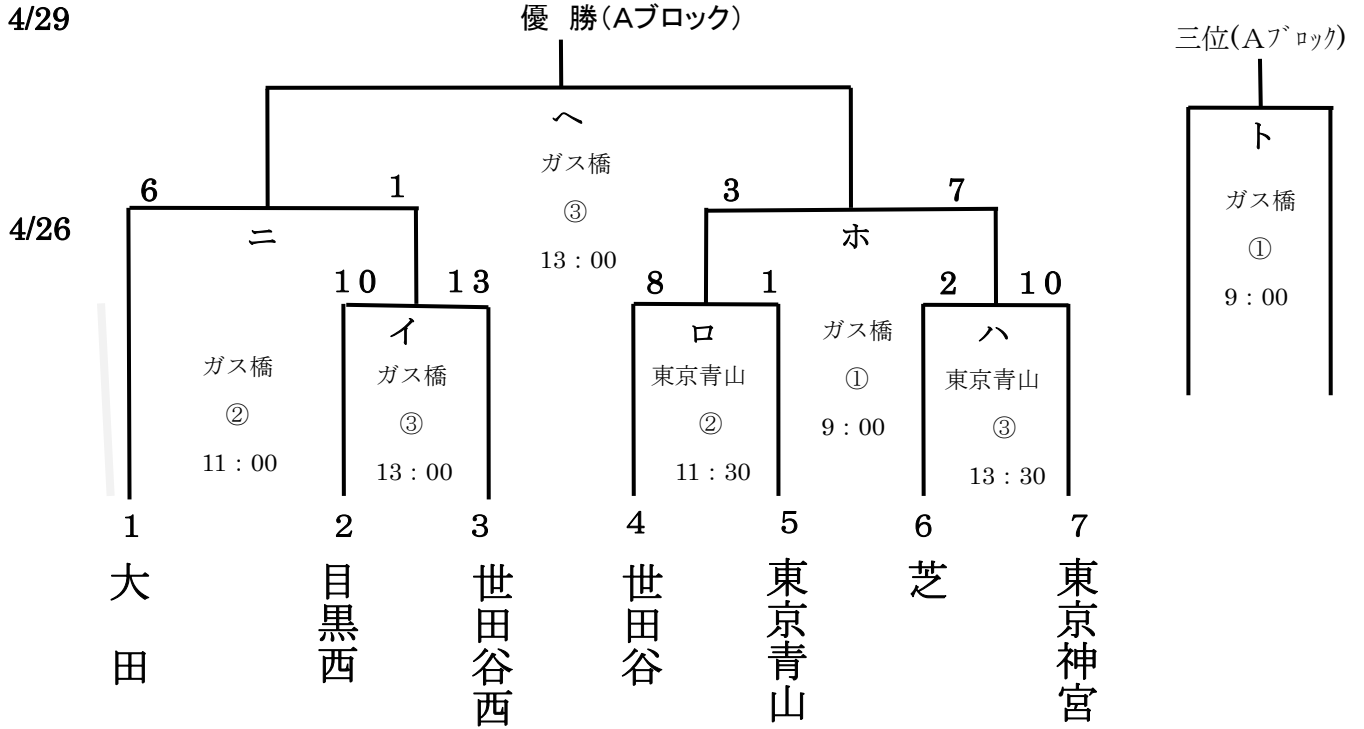 4/29
優 勝(Aブロック)
三位(Aブロック)
ヘ
ガス橋
③
13:00
ト
ガス橋
①
9:00
6
1
3
7
4/26
ニ
ホ
10
13
8
1
2
10
イ
ロ
ハ
ガス橋
②
11:00
ガス橋
③
13:00
東京青山
②
11:30
ガス橋
①
9:00
東京青山
③
13:30
1
2
3
4
5
6
7
大田
目黒西
世田谷西
世田谷
東京青山
芝
東京神宮